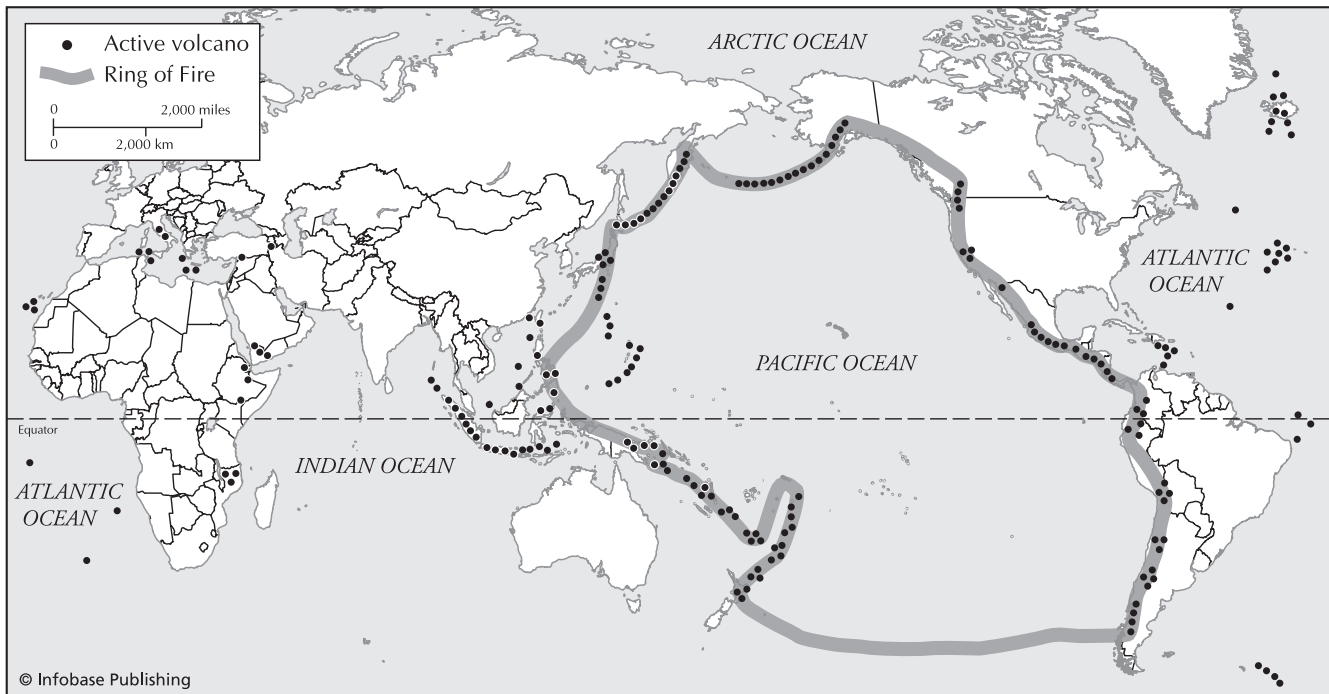 Active volcano
Ring of Fire
0 2,000 miles
0 2,000 km
ARCTIC OCEAN
ATLANTIC
OCEAN
PACIFIC OCEAN
Equator
INDIAN OCEAN
ATLANTIC
OCEAN
© Infobase Publishing